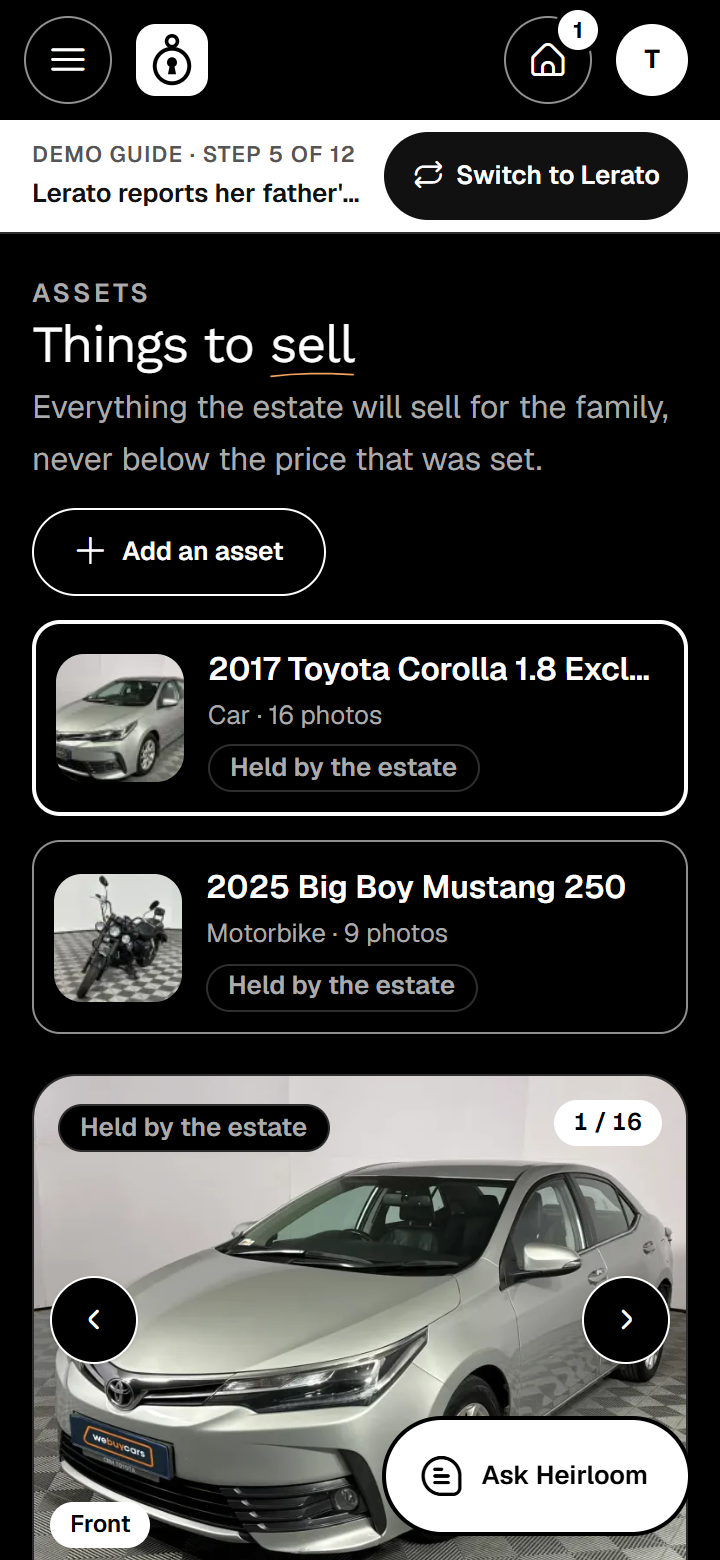 1
T
DEMO GUIDE · STEP 5 OF 12
Lerato reports her father'...
Switch to Lerato
ASSETS
Things to sell
Everything the estate will sell for the family,
never below the price that was set.
Add an asset
2017 Toyota Corolla 1.8 Excl...
Car · 16 photos
Held by the estate
2025 Big Boy Mustang 250
Motorbike · 9 photos
Held by the estate
Held by the estate
1 / 16
webuycars
Ask Heirloom
Front